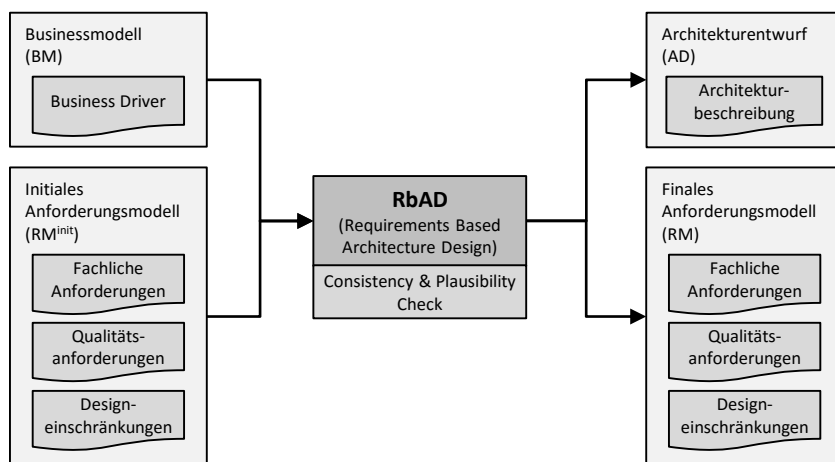 Businessmodell
(BM)
Business Driver
Initiales
Anforderungsmodell
(RMinit)
Fachliche
Anforderungen
Qualitäts-
anforderungen
Design-
einschränkungen
RbAD
(Requirements Based
Architecture Design)
Consistency & Plausibility
Check
Architekturentwurf
(AD)
Architektur-
beschreibung
Finales
Anforderungsmodell
(RM)
Fachliche
Anforderungen
Qualitäts-
anforderungen
Design-
einschränkungen